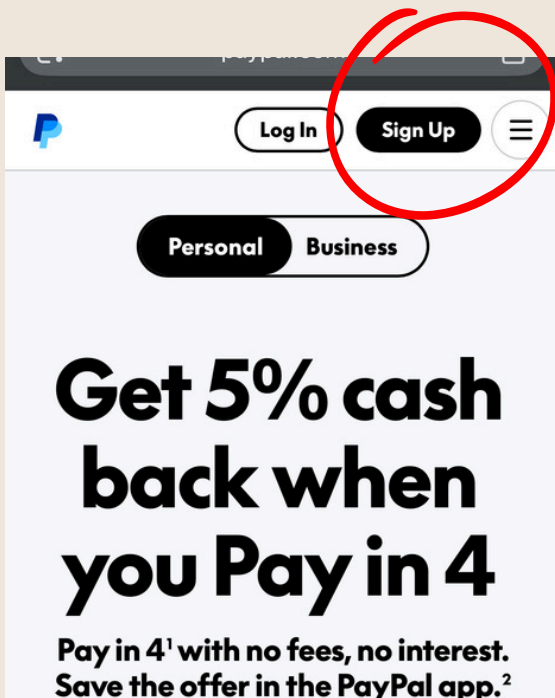 Log In
Sign Up
Personal
Business
Get 5% cash
back when
you Pay in 4
Pay in 4¹ with no fees, no interest.
Save the offer in the PayPal app.²